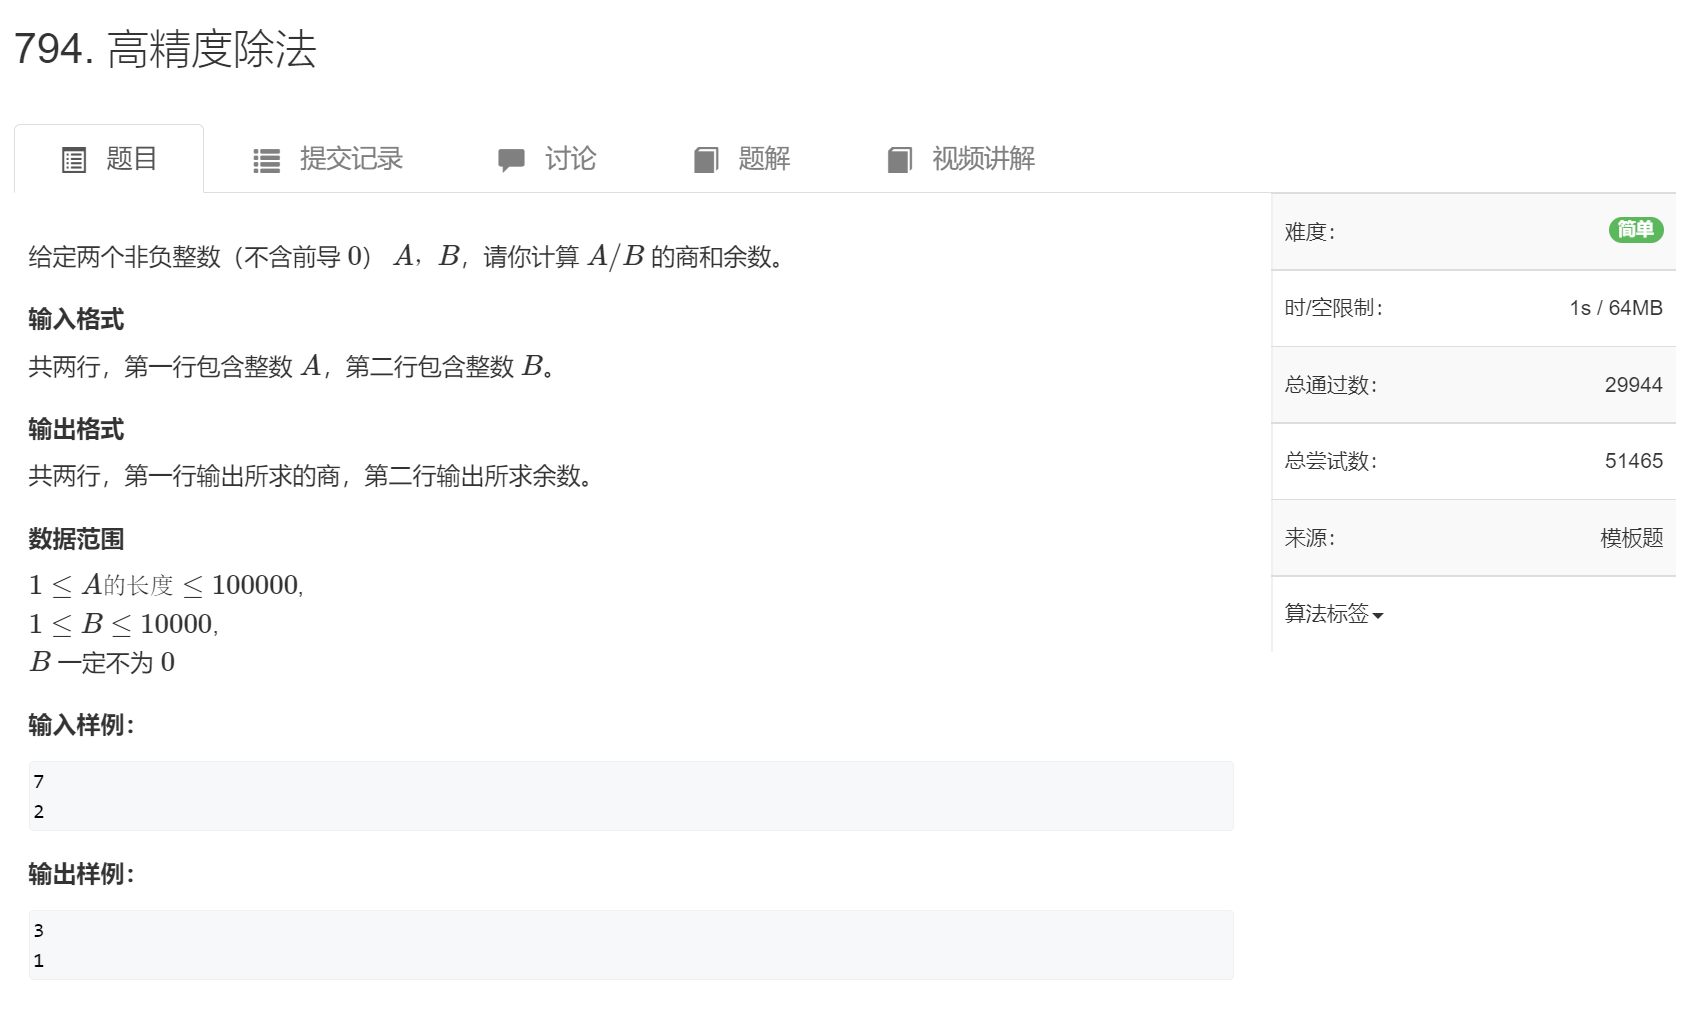 794. 高精度除法
题目 提交记录 讨论 题解 视频讲解
给定两个非负整数（不含前导 0） A，B，请你计算 A/B 的商和余数。
输入格式
共两行，第一行包含整数 A，第二行包含整数 B。
输出格式
共两行，第一行输出所求的商，第二行输出所求余数。
数据范围
1 ≤ A的长度 ≤ 100000,
1 ≤ B ≤ 10000,
B 一定不为 0
输入样例：
7
2
输出样例：
3
1
难度： 简单
时/空限制： 1s / 64MB
总通过数： 29944
总尝试数： 51465
来源： 模板题
算法标签